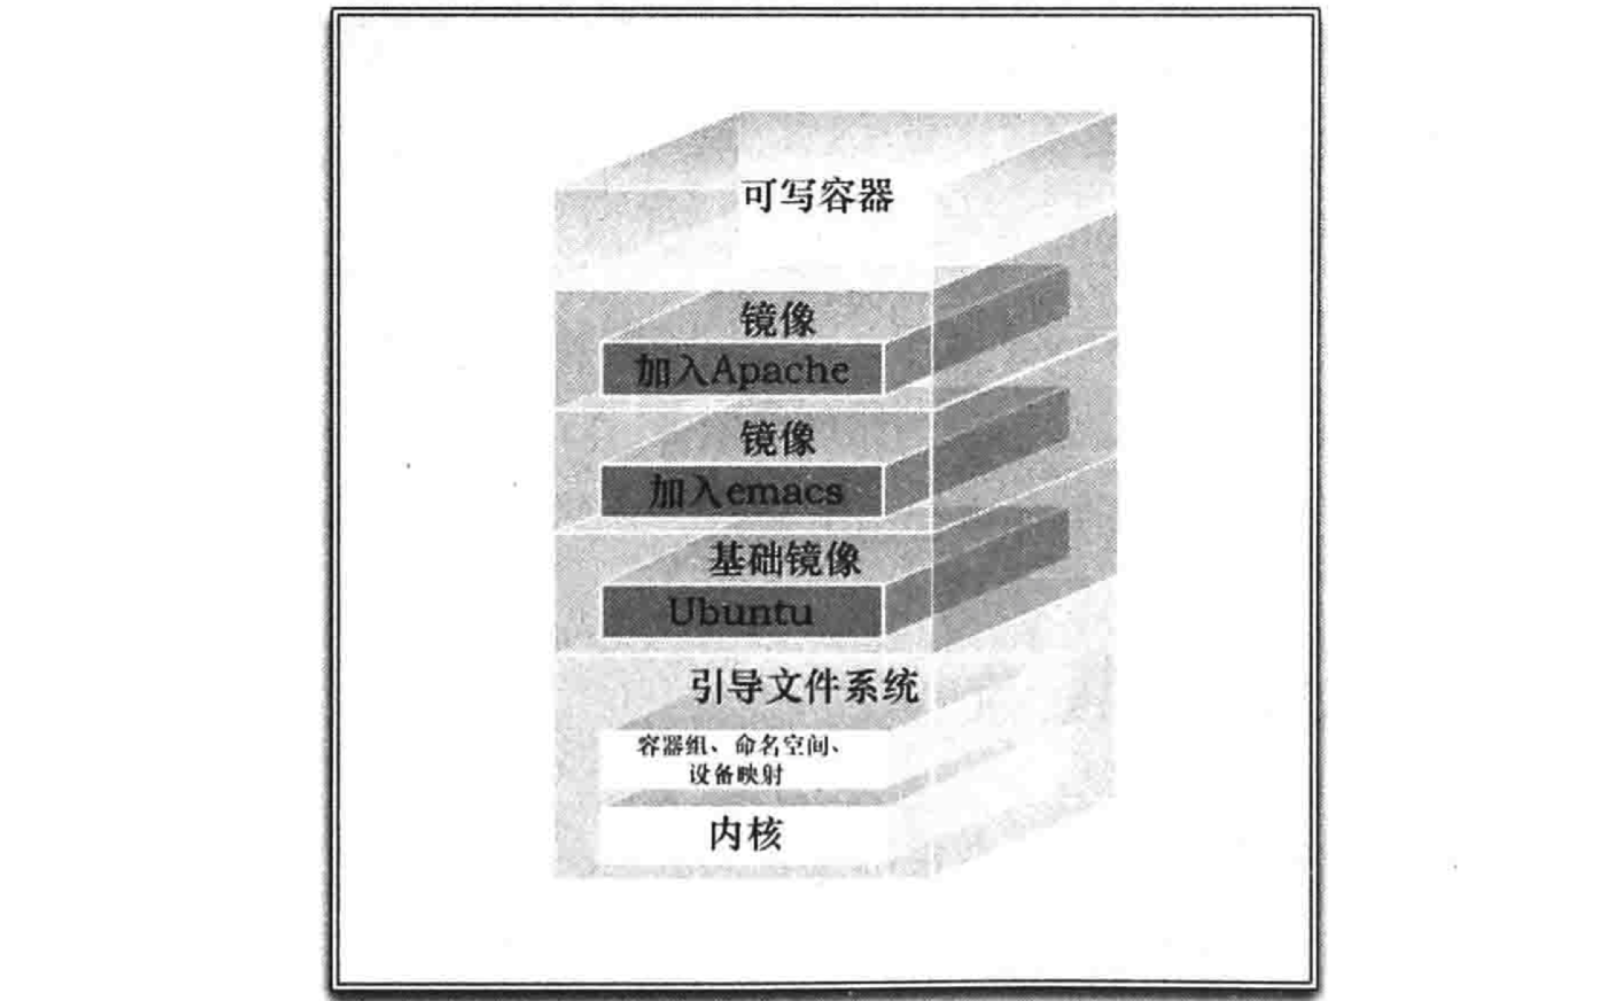 可写容器
镜像
加入Apache
镜像
加入emacs
基础镜像
Ubuntu
引导文件系统
容器组、命名空间、
设备映射
内核